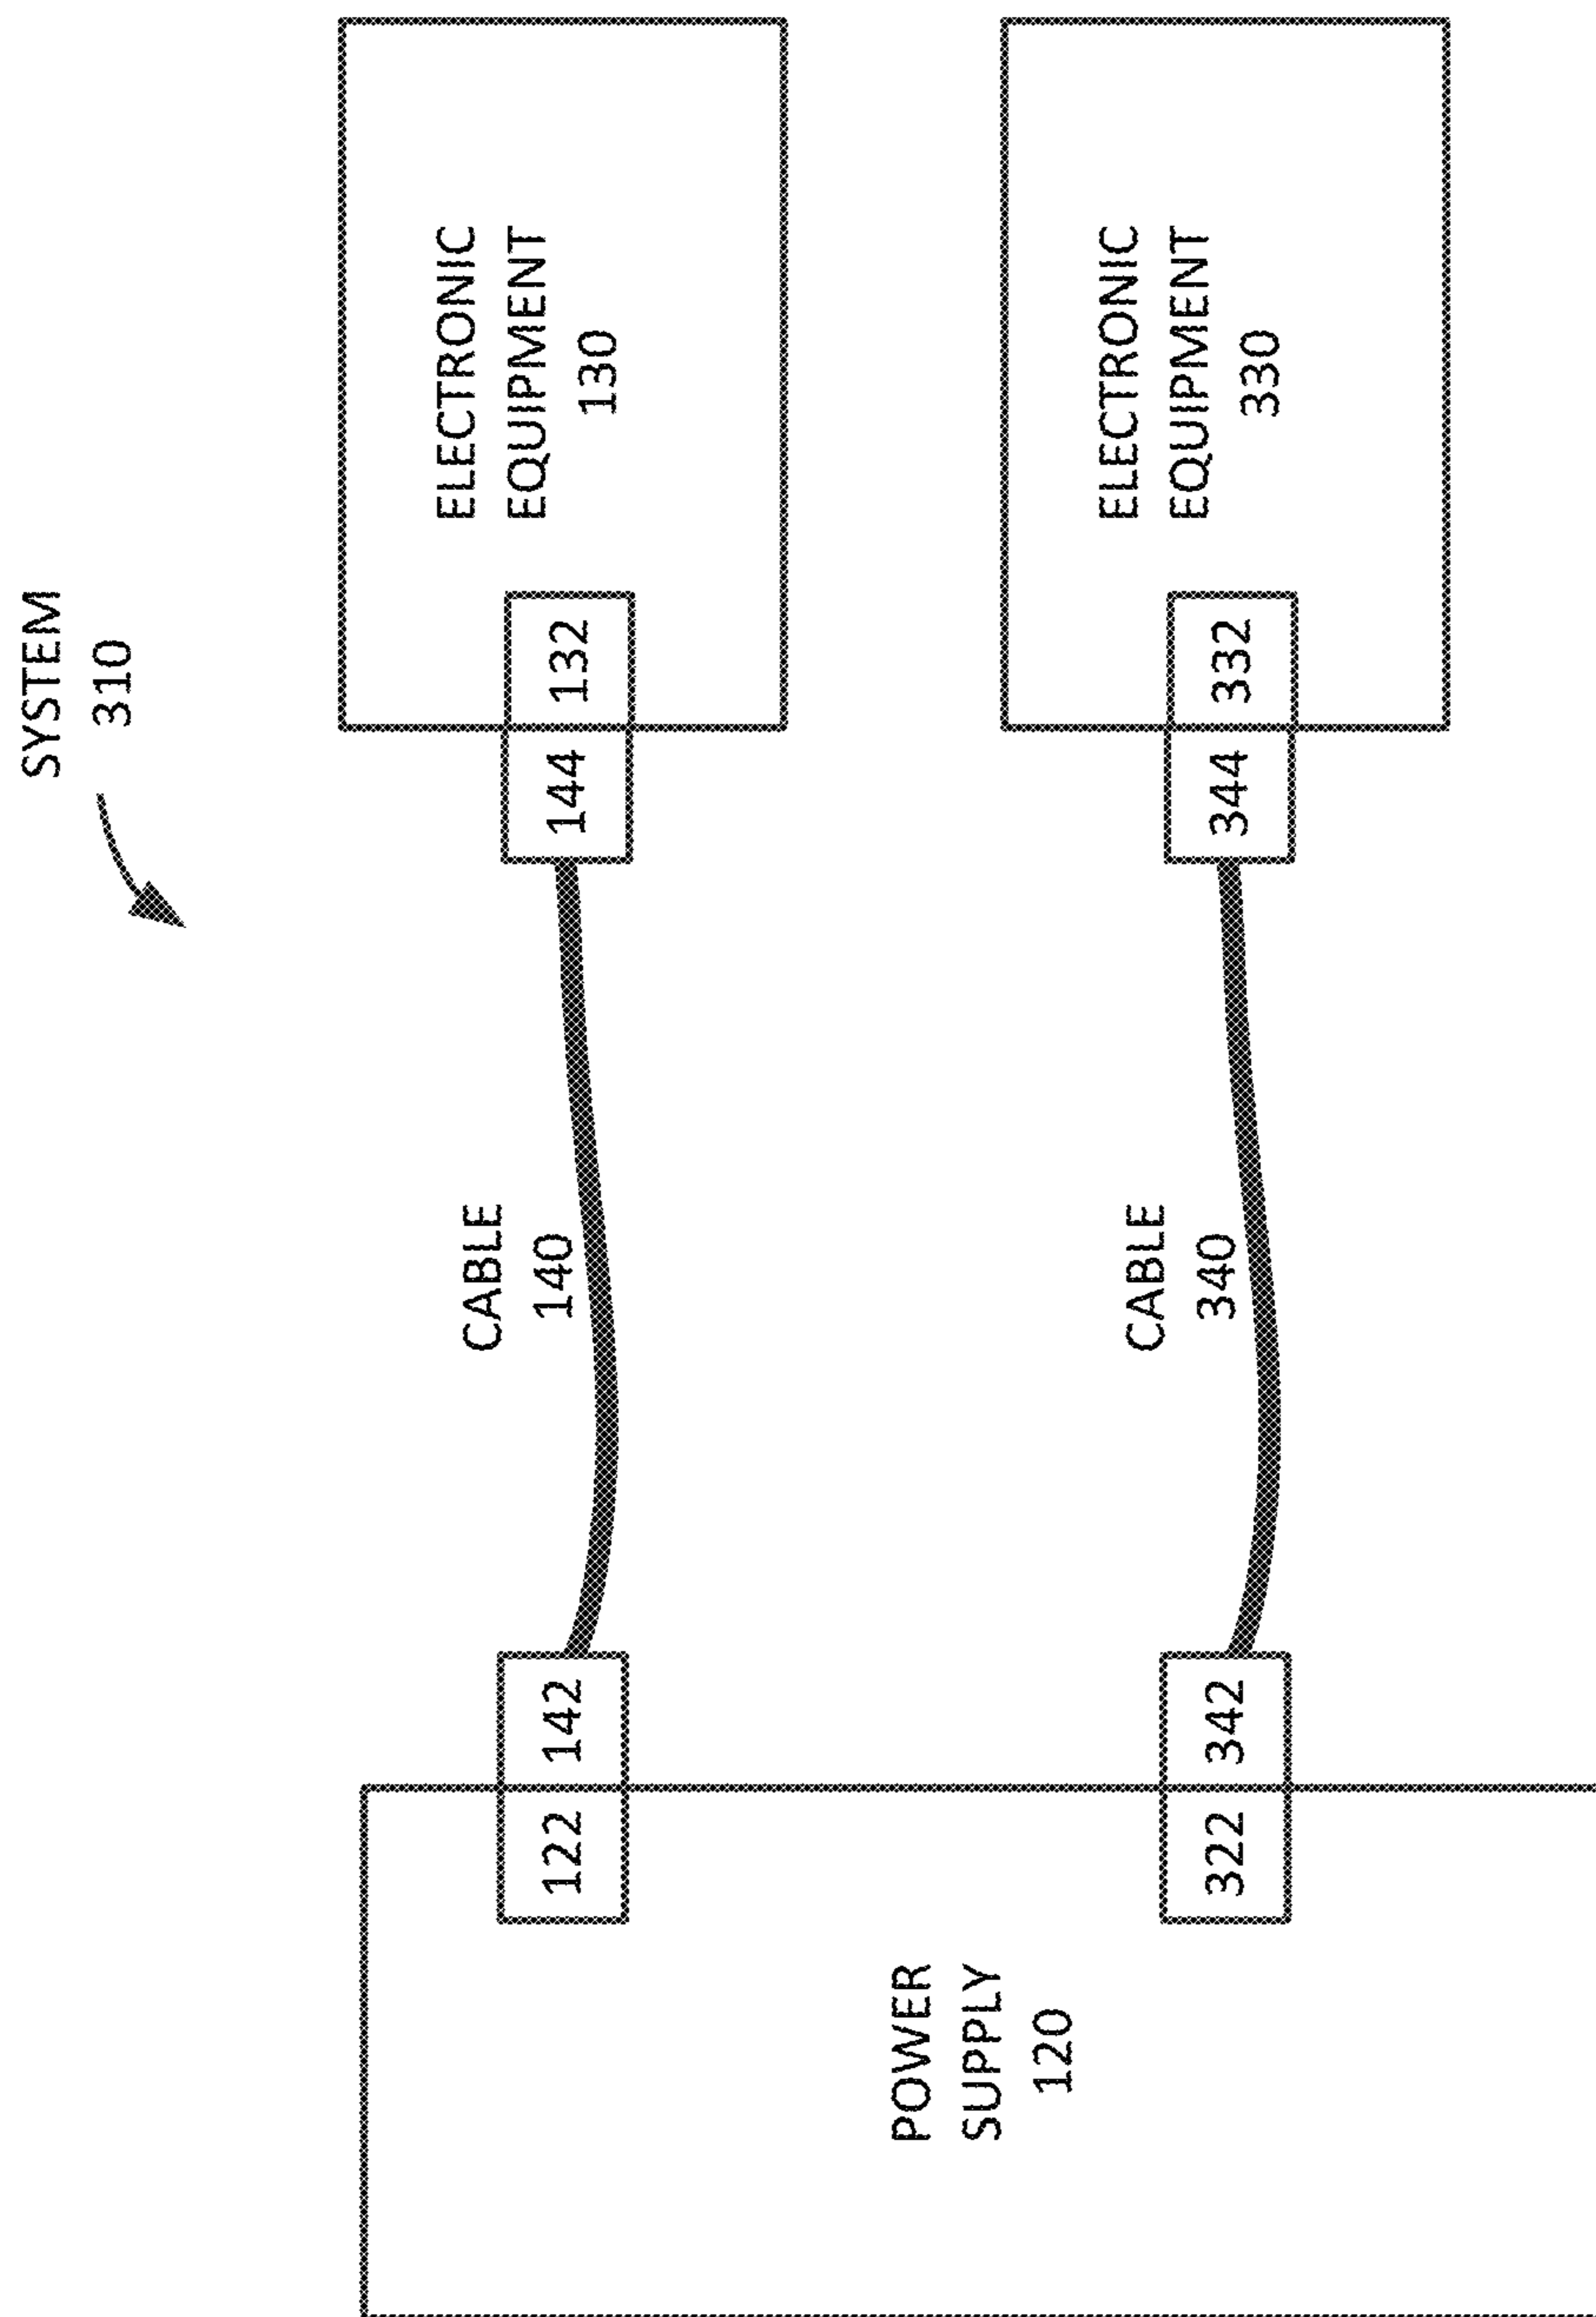 SYSTEM
310
POWER
SUPPLY
120
122
142
CABLE
140
144
132
ELECTRONIC
EQUIPMENT
130
322
342
CABLE
340
344
332
ELECTRONIC
EQUIPMENT
330